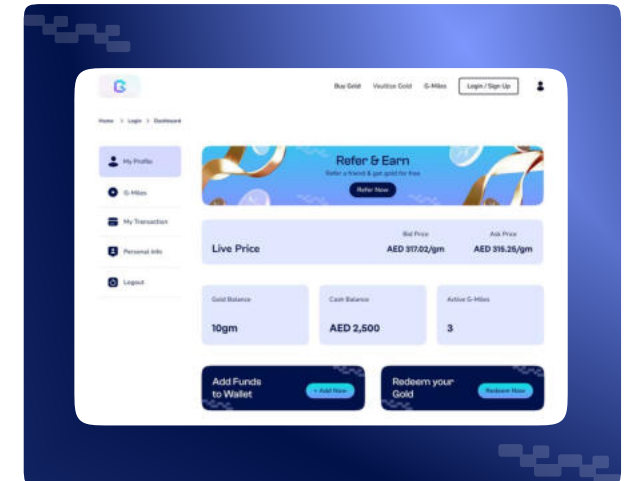 Buy Gold Vaultize Gold G-Miles Login / Sign Up
Home > Login > Dashboard
My Profile
G-Miles
My Transaction
Personal Info
Logout
Refer & Earn
Refer a friend & get gold for free
Refer Now
Live Price
Bid Price
AED 317.02/gm
Ask Price
AED 315.25/gm
Gold Balance
10gm
Cash Balance
AED 2,500
Active G-Miles
3
Add Funds
to Wallet
+ Add Now
Redeem your
Gold
Redeem Now